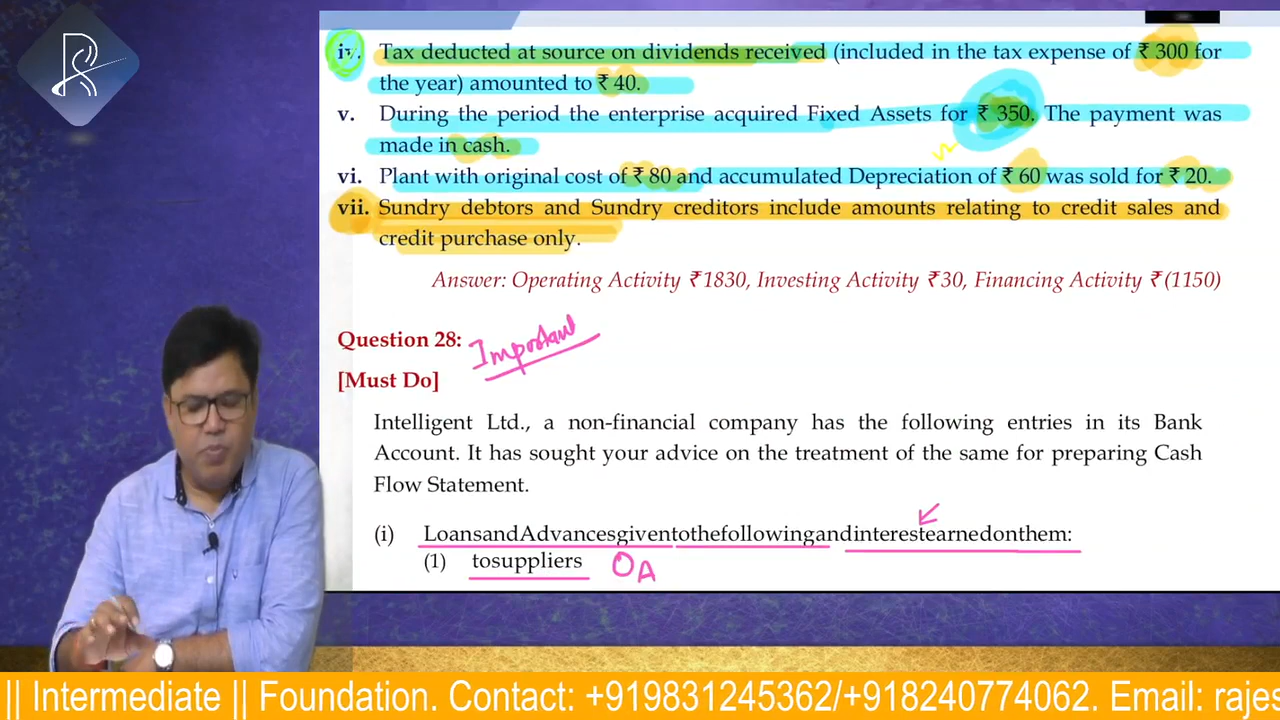 iv. Tax deducted at source on dividends received (included in the tax expense of ₹ 300 for
the year) amounted to ₹ 40.
v. During the period the enterprise acquired Fixed Assets for ₹ 350. The payment was
made in cash.
vi. Plant with original cost of ₹ 80 and accumulated Depreciation of ₹ 60 was sold for ₹ 20.
vii. Sundry debtors and Sundry creditors include amounts relating to credit sales and
credit purchase only.
Answer: Operating Activity ₹1830, Investing Activity ₹30, Financing Activity ₹(1150)
Question 28: Important
[Must Do]
Intelligent Ltd., a non-financial company has the following entries in its Bank
Account. It has sought your advice on the treatment of the same for preparing Cash
Flow Statement.
(i) LoansandAdvancesgiventothefollowingandinterestearnedonthem:
(1) tosuppliers OA
|| Intermediate || Foundation. Contact: +919831245362/+918240774062. Email: rajes